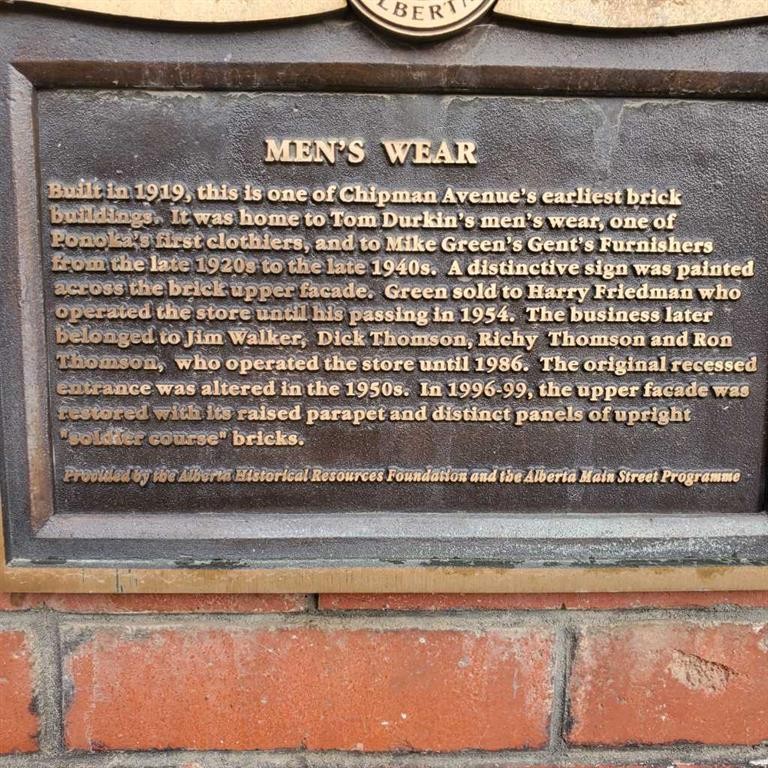 ALBERTA
MEN'S WEAR
Built in 1919, this is one of Chipman Avenue's earliest brick
buildings. It was home to Tom Durkin's men's wear, one of
Ponoka's first clothiers, and to Mike Green's Gent's Furnishers
from the late 1920s to the late 1940s. A distinctive sign was painted
across the brick upper facade. Green sold to Harry Friedman who
operated the store until his passing in 1954. The business later
belonged to Jim Walker, Dick Thomson, Richy Thomson and Ron
Thomson, who operated the store until 1986. The original recessed
entrance was altered in the 1950s. In 1996-99, the upper facade was
restored with its raised parapet and distinct panels of upright
"soldier course" bricks.
Provided by the Alberta Historical Resources Foundation and the Alberta Main Street Programme